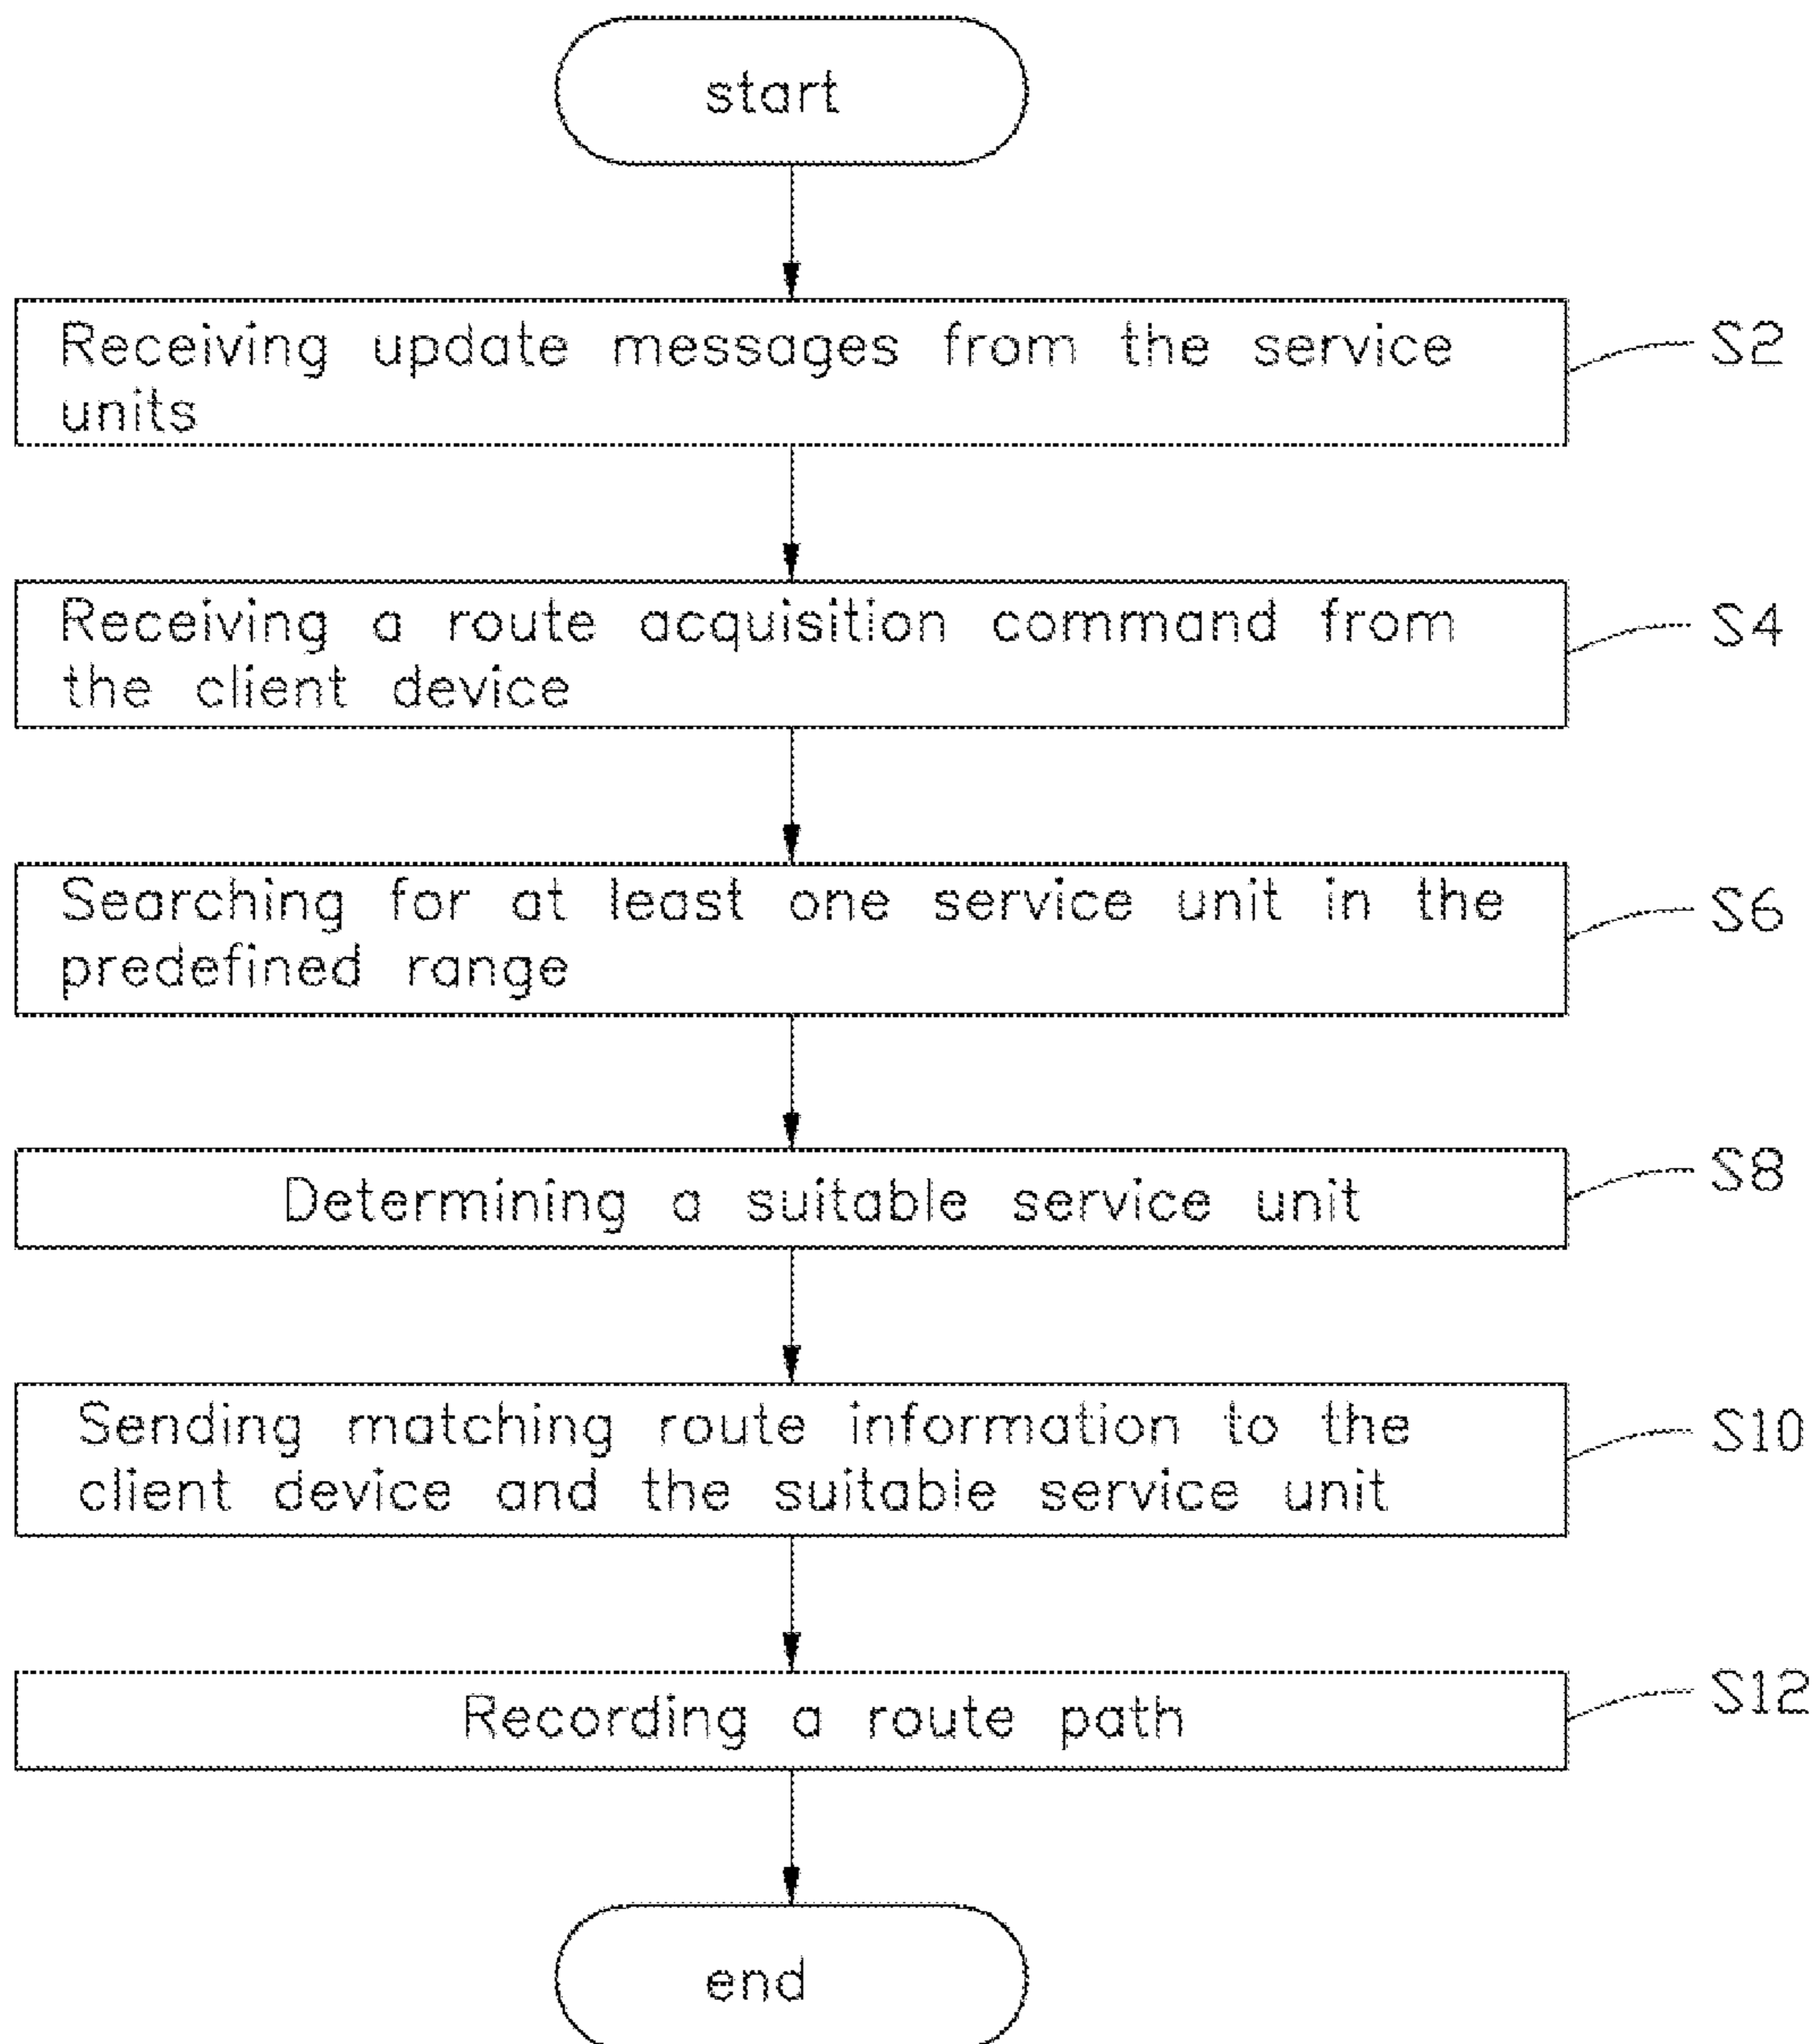 start
Receiving update messages from the service
units
S2
Receiving a route acquisition command from
the client device
S4
Searching for at least one service unit in the
predefined range
S6
Determining a suitable service unit
S8
Sending matching route information to the
client device and the suitable service unit
S10
Recording a route path
S12
end